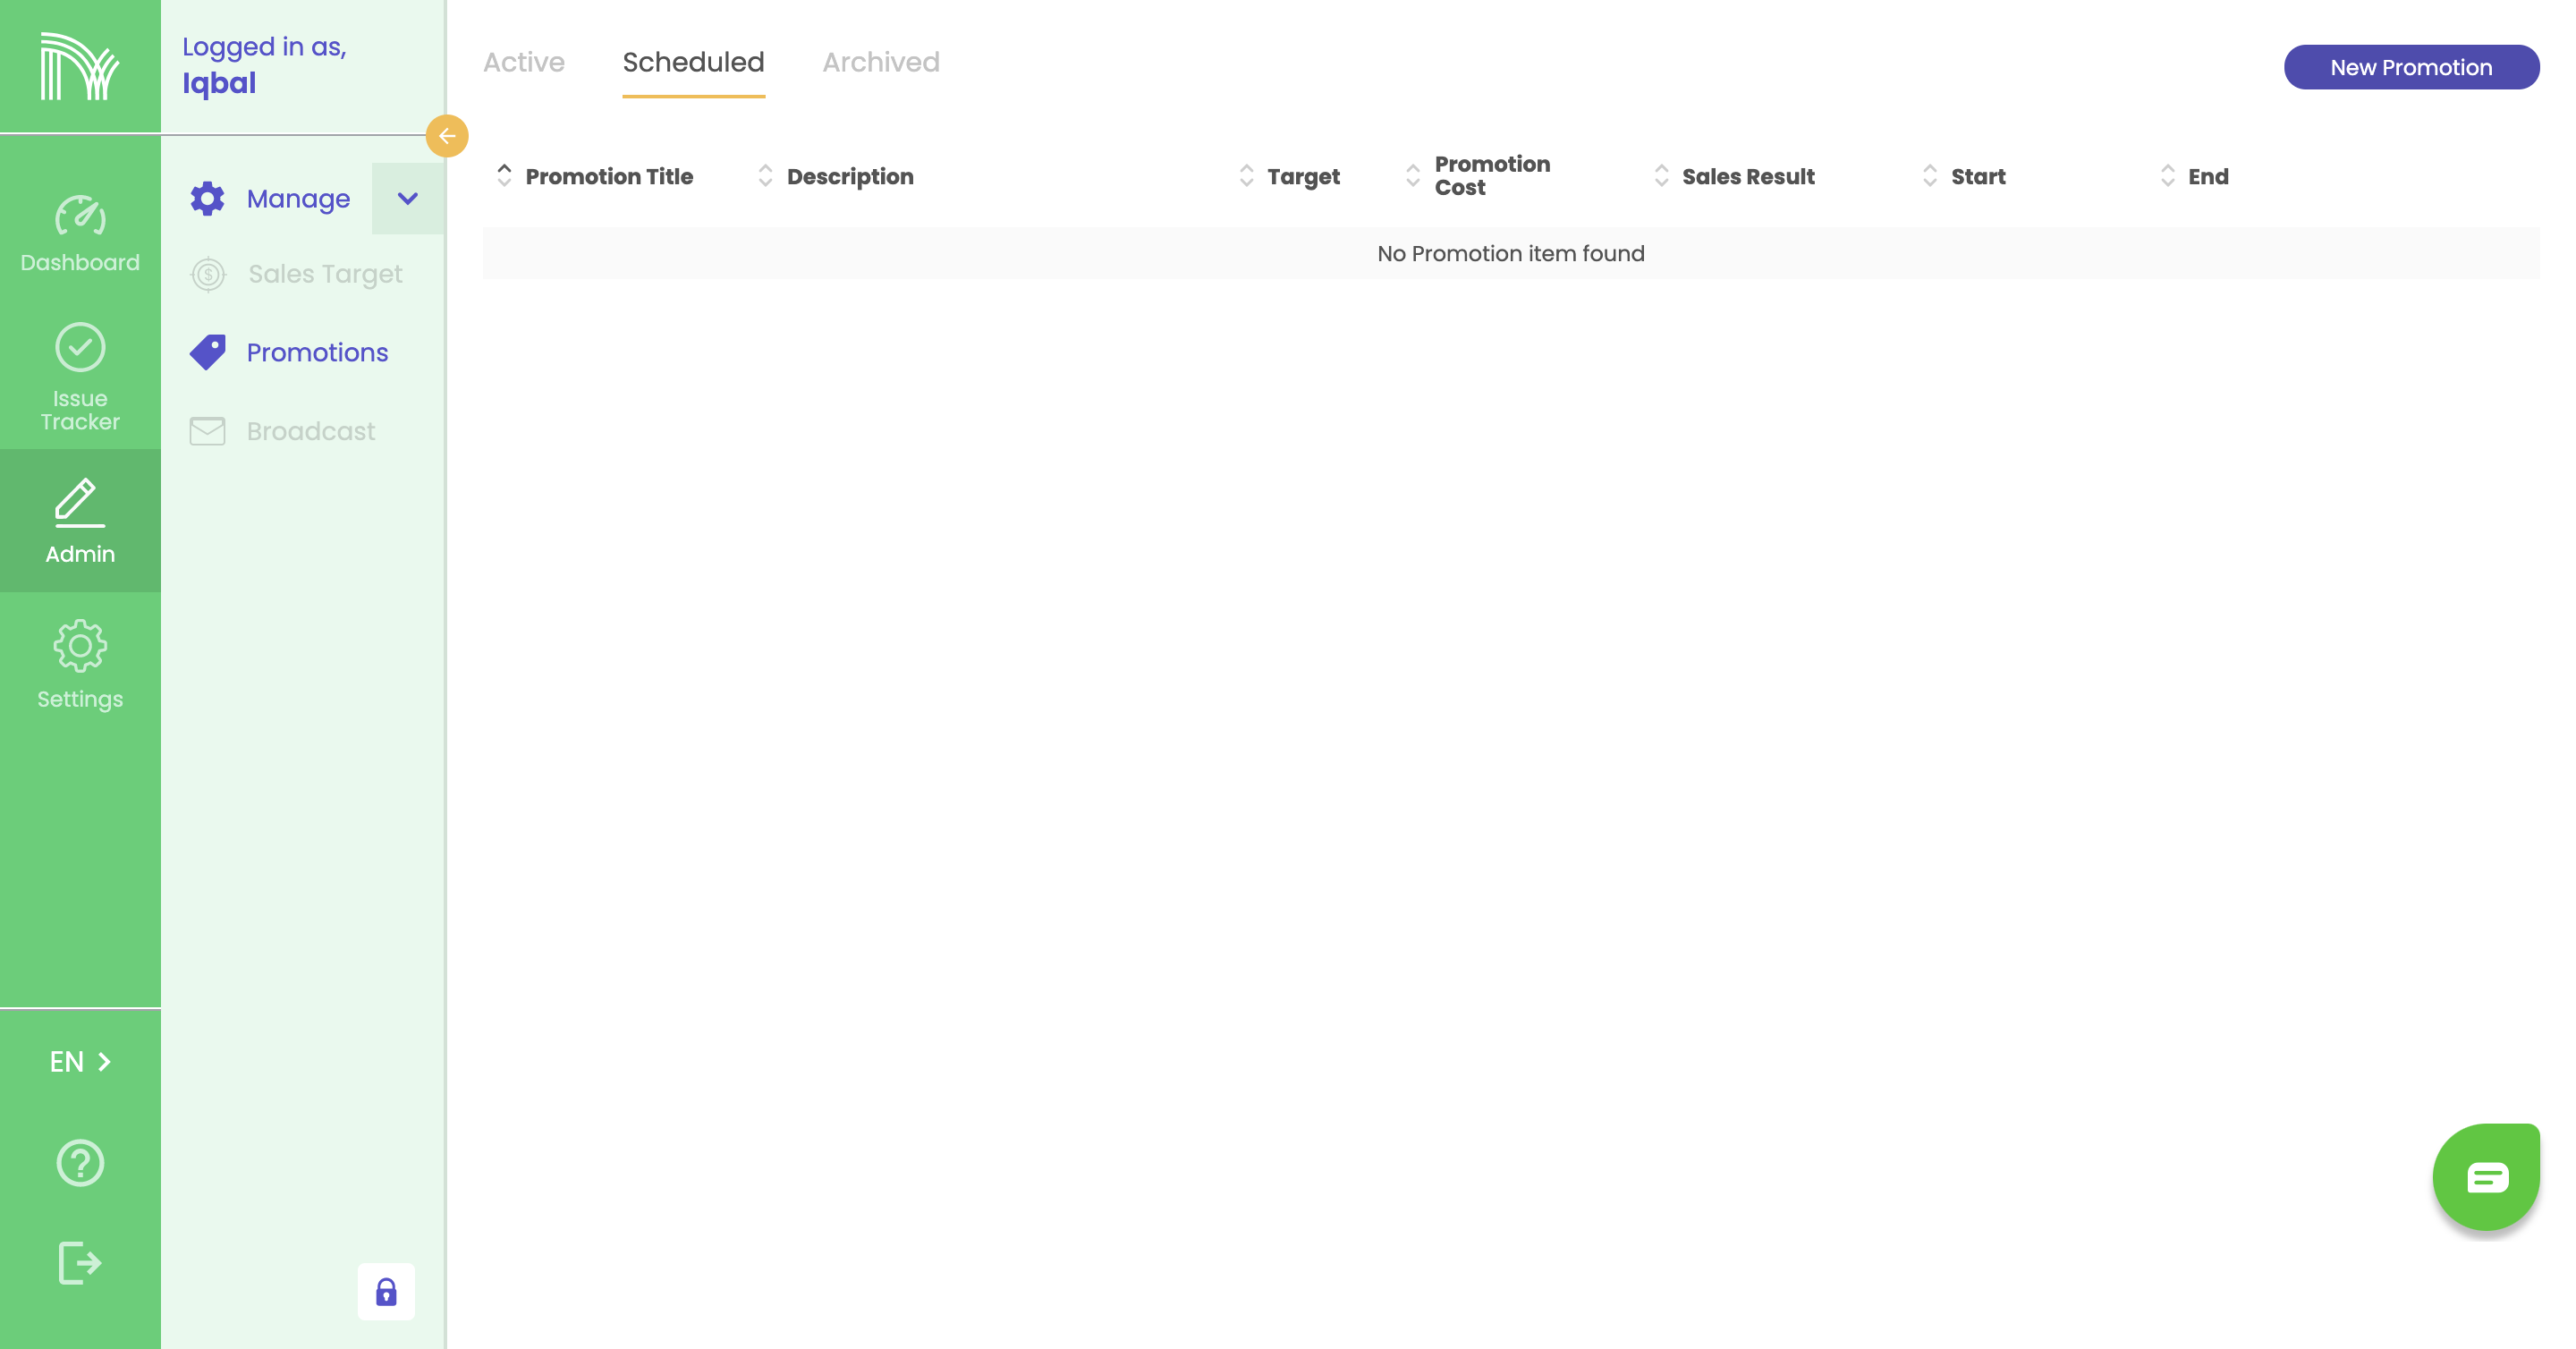 Logged in as,
Iqbal
Dashboard
Issue
Tracker
Admin
Settings
EN
Manage
Sales Target
Promotions
Broadcast
Active
Scheduled
Archived
New Promotion
Promotion Title
Description
Target
Promotion
Cost
Sales Result
Start
End
No Promotion item found